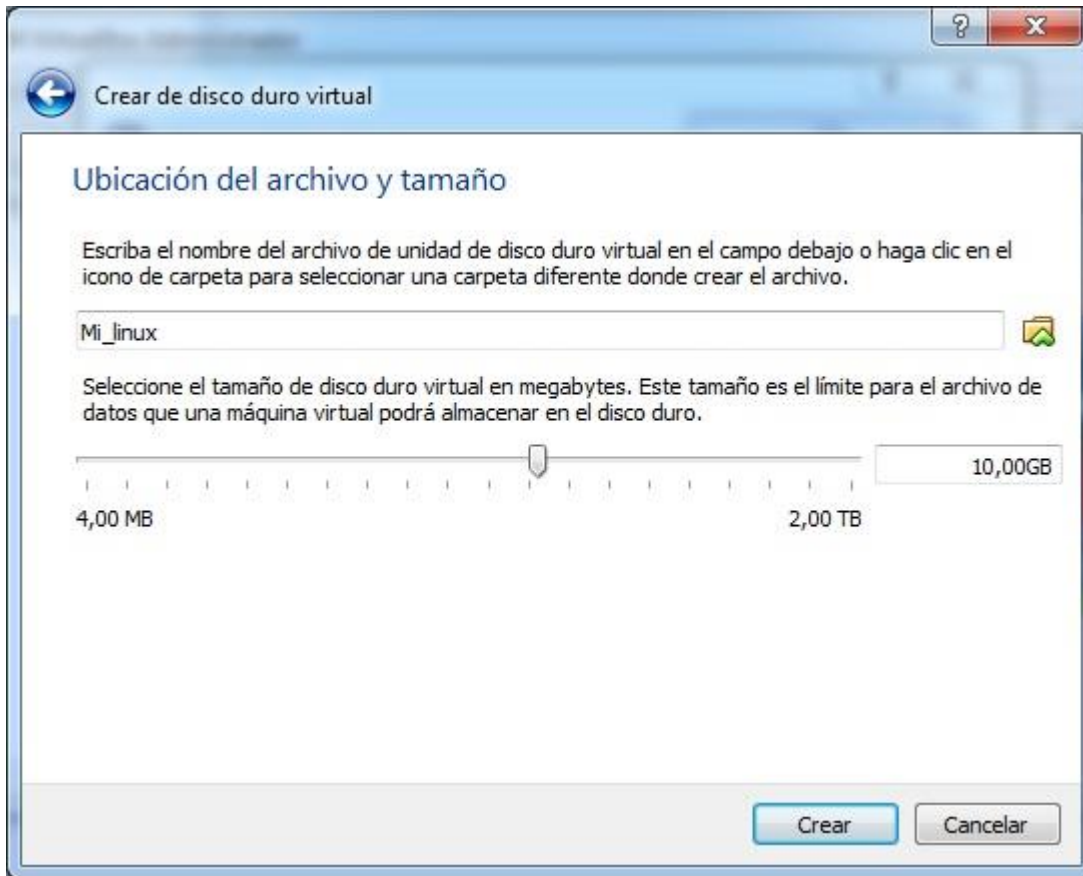 Crear de disco duro virtual
Ubicación del archivo y tamaño
Escriba el nombre del archivo de unidad de disco duro virtual en el campo debajo o haga clic en el
icono de carpeta para seleccionar una carpeta diferente donde crear el archivo.
Mi_linux
Seleccione el tamaño de disco duro virtual en megabytes. Este tamaño es el límite para el archivo de
datos que una máquina virtual podrá almacenar en el disco duro.
10,00GB
4,00 MB 2,00 TB
Crear Cancelar